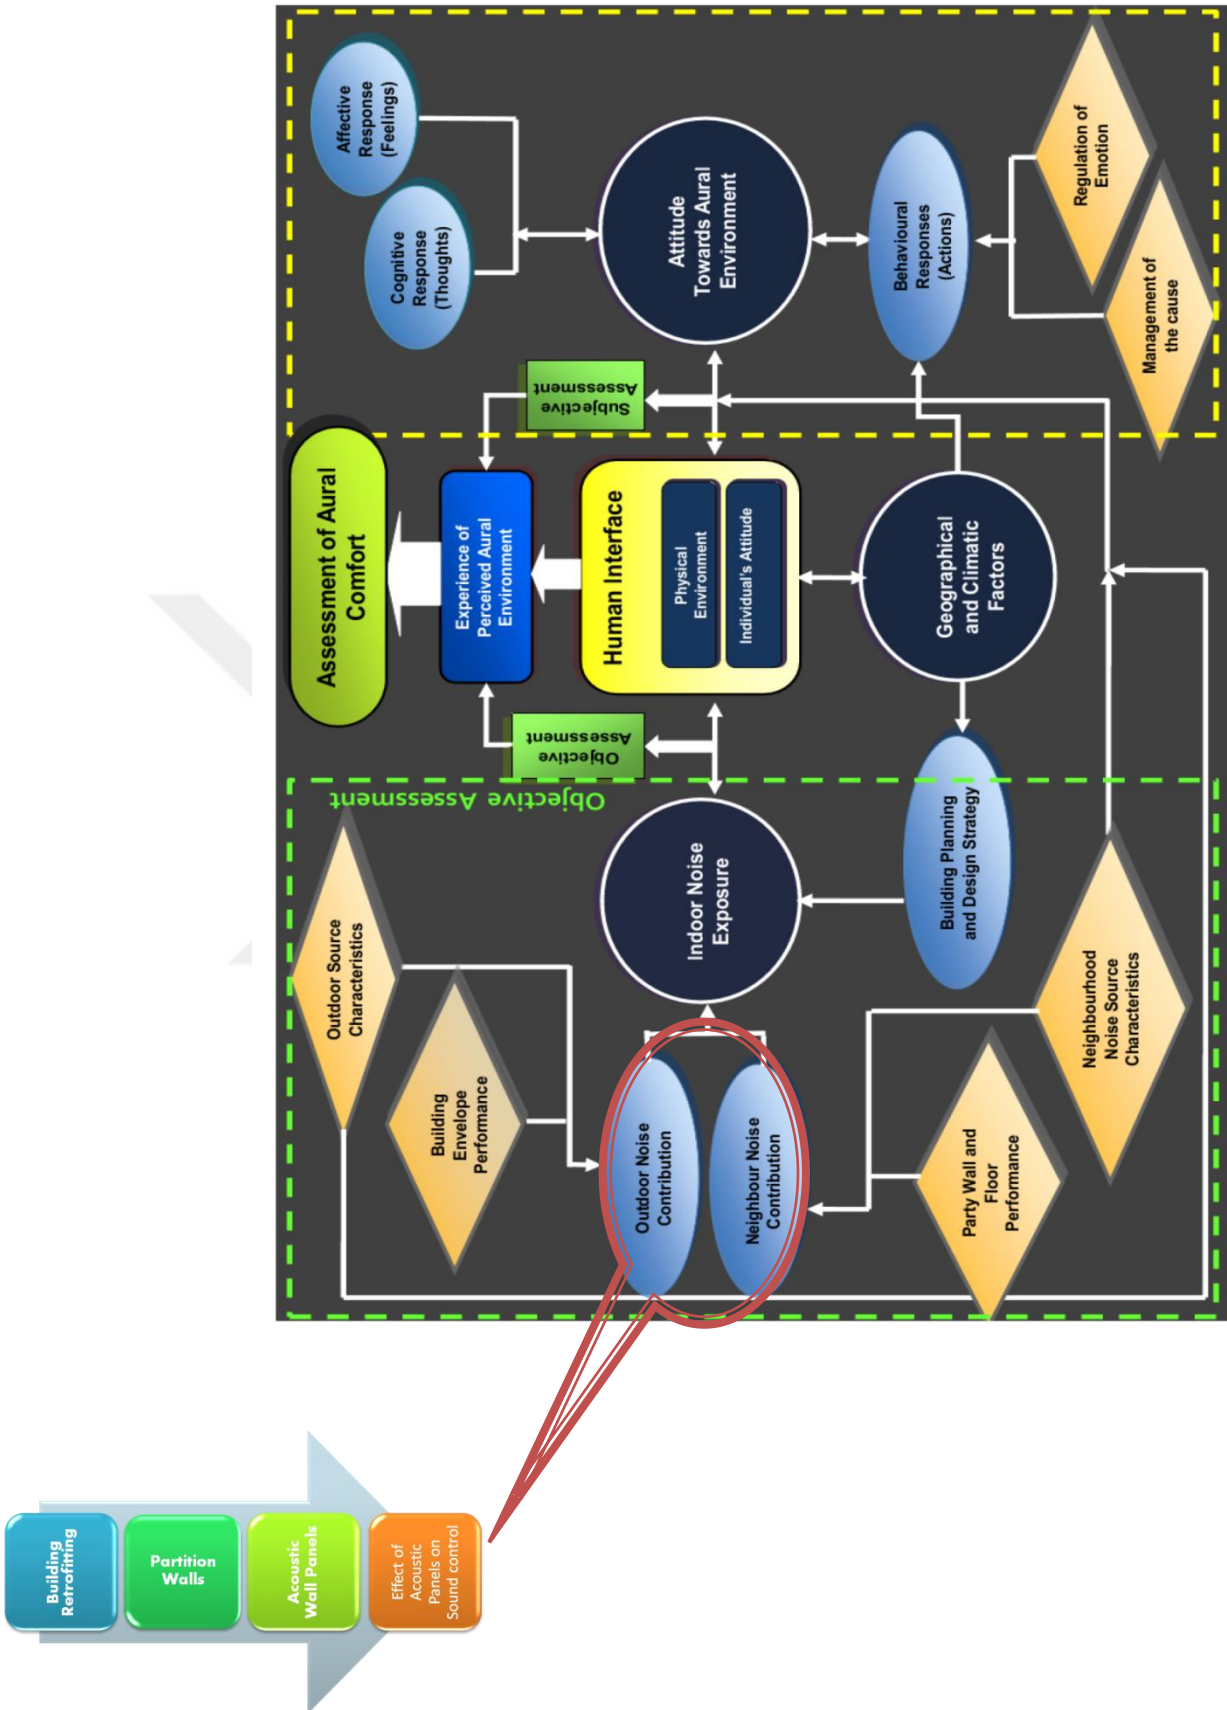 Building
Retrofitting
Partition
Walls
Acoustic
Wall Panels
Effect of
Acoustic
Panels on
Sound control
Assessment of Aural
Comfort
Experience of
Perceived Aural
Environment
Objective
Assessment
Subjective
Assessment
Human Interface
Physical
Environment
Individual's Attitude
Geographical
and Climatic
Factors
Objective Assessment
Outdoor Source
Characteristics
Building
Envelope
Performance
Outdoor Noise
Contribution
Neighbour Noise
Contribution
Indoor Noise
Exposure
Building Planning
and Design Strategy
Party Wall and
Floor
Performance
Neighbourhood
Noise Source
Characteristics
Cognitive
Response
(Thoughts)
Affective
Response
(Feelings)
Attitude
Towards Aural
Environment
Behavioural
Responses
(Actions)
Management of
the cause
Regulation of
Emotion